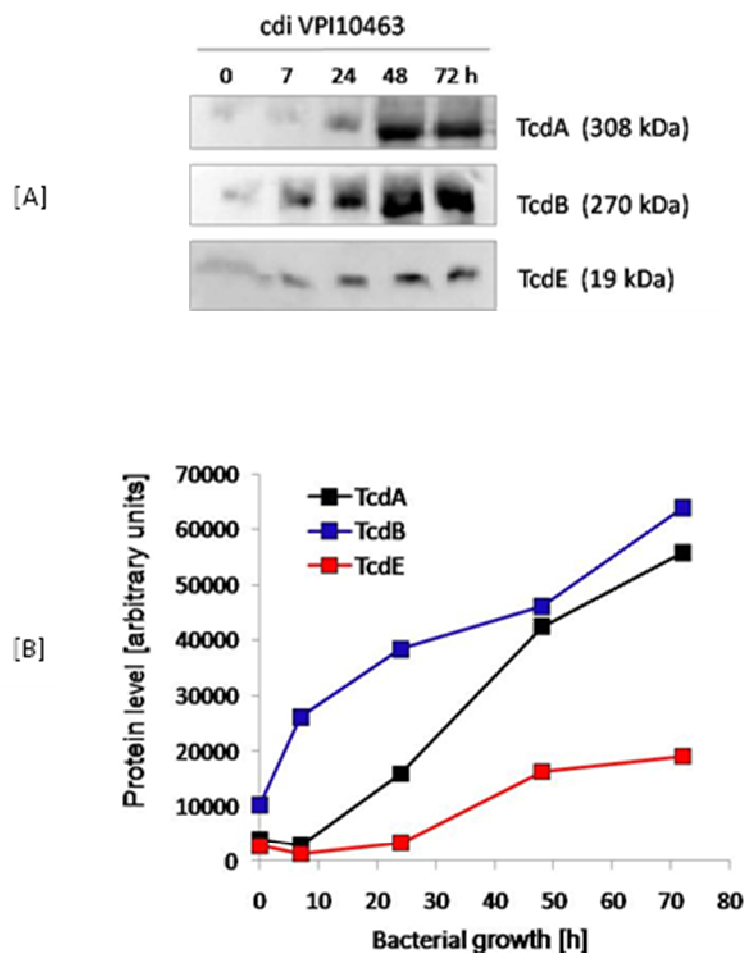 cdi VPI10463
0 7 24 48 72 h
TcdA (308 kDa)
[A]
TcdB (270 kDa)
TcdE (19 kDa)
[B]
Protein level [arbitrary units]
70000
60000
50000
40000
30000
20000
10000
0
TcdA
TcdB
TcdE
0 10 20 30 40 50 60 70 80
Bacterial growth [h]